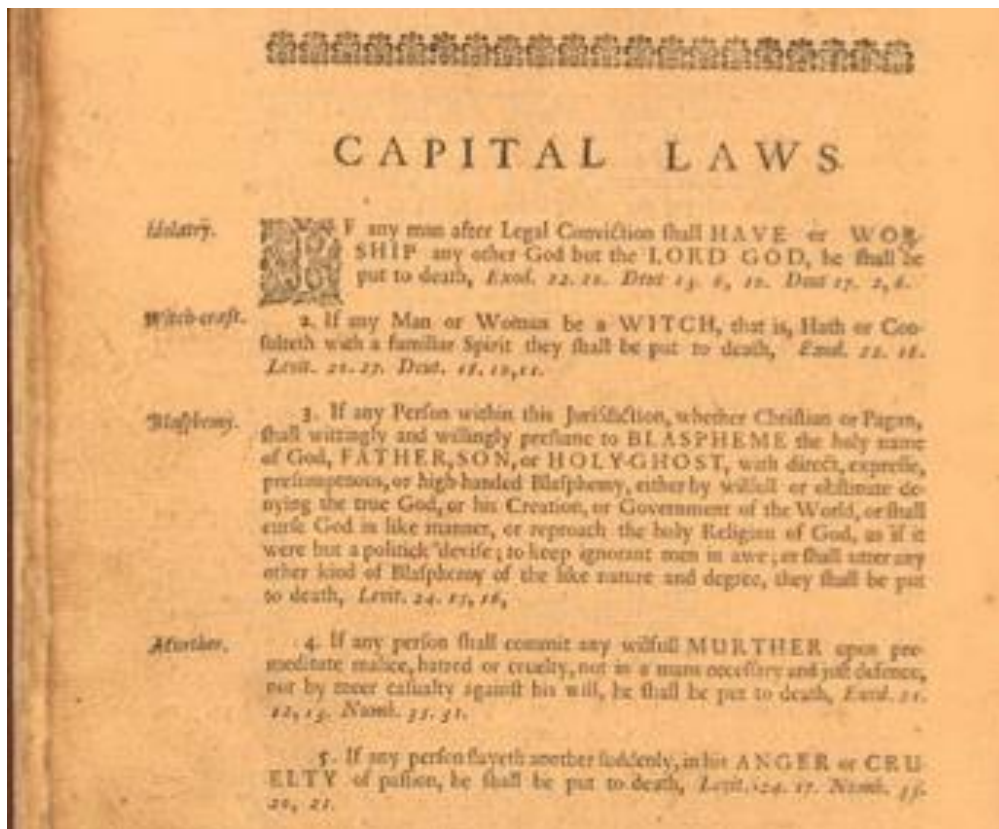 CAPITAL LAWS
Idolatry.
IF any man after Legal Conviction ſhall HAVE or WOR-
SHIP any other God but the LORD GOD, he ſhall be
put to death, Exod. 22. 20. Deut 13. 6, 10. Deut 17. 2, 6.
Witch-craft.
2. If any Man or Woman be a WITCH, that is, Hath or Con-
ſulteth with a familiar Spirit they ſhall be put to death, Exod. 22. 18.
Levit. 20. 27. Deut. 18. 10, 11.
Blaſphemy.
3. If any Perſon within this Juriſdiction, whether Chriſtian or Pagan,
ſhall wittingly and willingly preſume to BLASPHEME the holy name
of God, FATHER, SON, or HOLY-GHOST, with direct, expreſſe,
preſumptuous, or high-handed Blaſphemy, either by wilfull or obſtinate de-
nying the true God, or his Creation, or Government of the World, or ſhall
curſe God in like manner, or reproach the holy Religion of God, as if it
were but a politick deviſe; to keep ignorant men in awe; or ſhall utter any
other kind of Blaſphemy of the like nature and degree, they ſhall be put
to death, Levit. 24. 15, 16,
Murther.
4. If any perſon ſhall commit any wilfull MURTHER upon pre-
meditate malice, hatred or cruelty, not in a mans neceſſary and juſt defence,
nor by meer caſualty againſt his will, he ſhall be put to death, Exod. 21.
12, 13. Numb. 35. 31.
5. If any perſon ſlayeth another ſuddenly, in his ANGER or CRU-
ELTY of paſſion, he ſhall be put to death, Levit. 24. 17. Numb. 35.
20, 21.